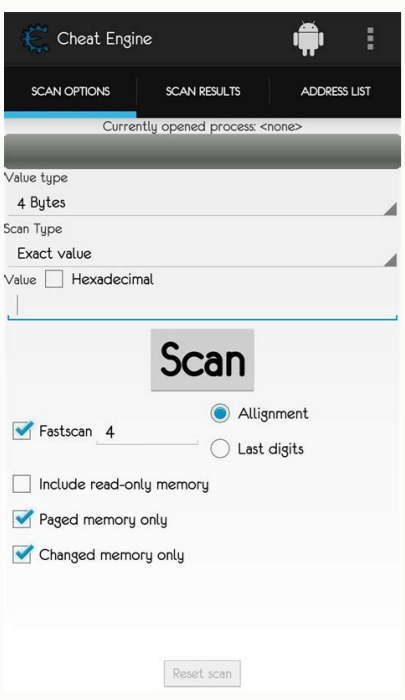 Cheat Engine
SCAN OPTIONS SCAN RESULTS ADDRESS LIST
Currently opened process: <none>
Value type
4 Bytes
Scan Type
Exact value
Value Hexadecimal
Scan
Allignment
Fastscan 4
Last digits
Include read-only memory
Paged memory only
Changed memory only
Reset scan